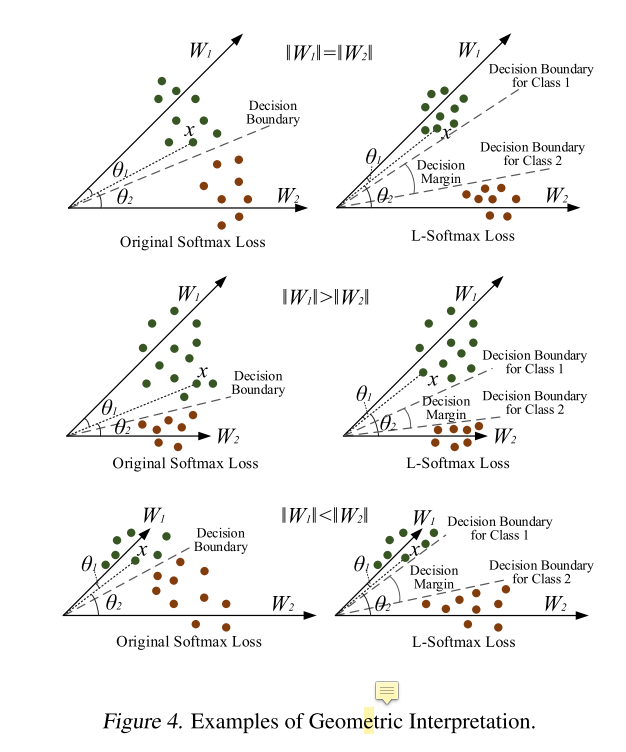 W1
‖W1‖=‖W2‖
Decision
Boundary
x
θ1
θ2
W2
Original Softmax Loss
W1
Decision Boundary
for Class 1
x
Decision Boundary
for Class 2
θ1
Decision
Margin
θ2
W2
L-Softmax Loss
W1
‖W1‖>‖W2‖
x
Decision
Boundary
θ1
θ2
W2
Original Softmax Loss
W1
Decision Boundary
for Class 1
x
θ1
Decision
Margin
Decision Boundary
for Class 2
θ2
W2
L-Softmax Loss
W1
‖W1‖<‖W2‖
Decision
Boundary
x
θ1
θ2
W2
Original Softmax Loss
W1
Decision Boundary
for Class 1
x
θ1
Decision
Margin
Decision Boundary
for Class 2
θ2
W2
L-Softmax Loss
Figure 4. Examples of Geometric Interpretation.